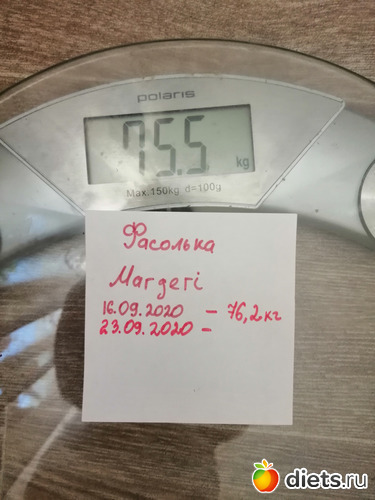 polaris
75.5 kg
Max.150kg d=100g
Фасолька
Margeri
16.09.2020 - 76,2кг
23.09.2020 -
diets.ru